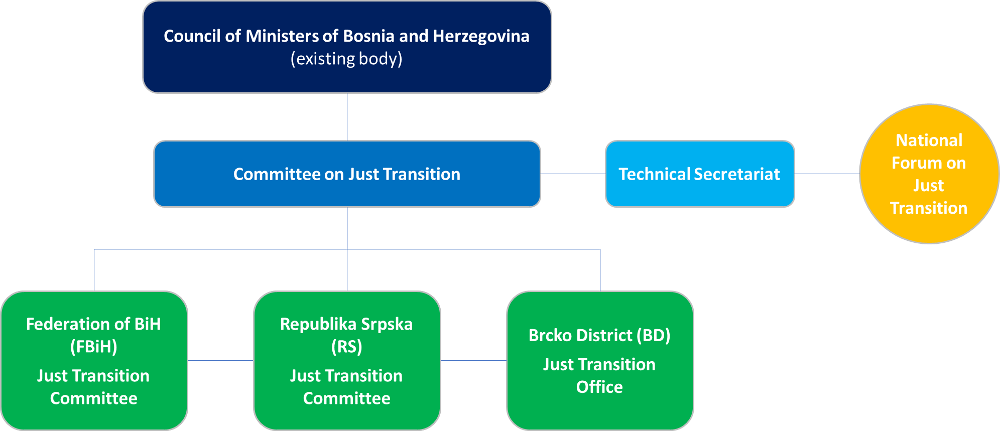 Council of Ministers of Bosnia and Herzegovina
(existing body)
Committee on Just Transition
Technical Secretariat
National
Forum on
Just
Transition
Federation of BiH
(FBiH)
Just Transition
Committee
Republika Srpska
(RS)
Just Transition
Committee
Brcko District (BD)
Just Transition
Office